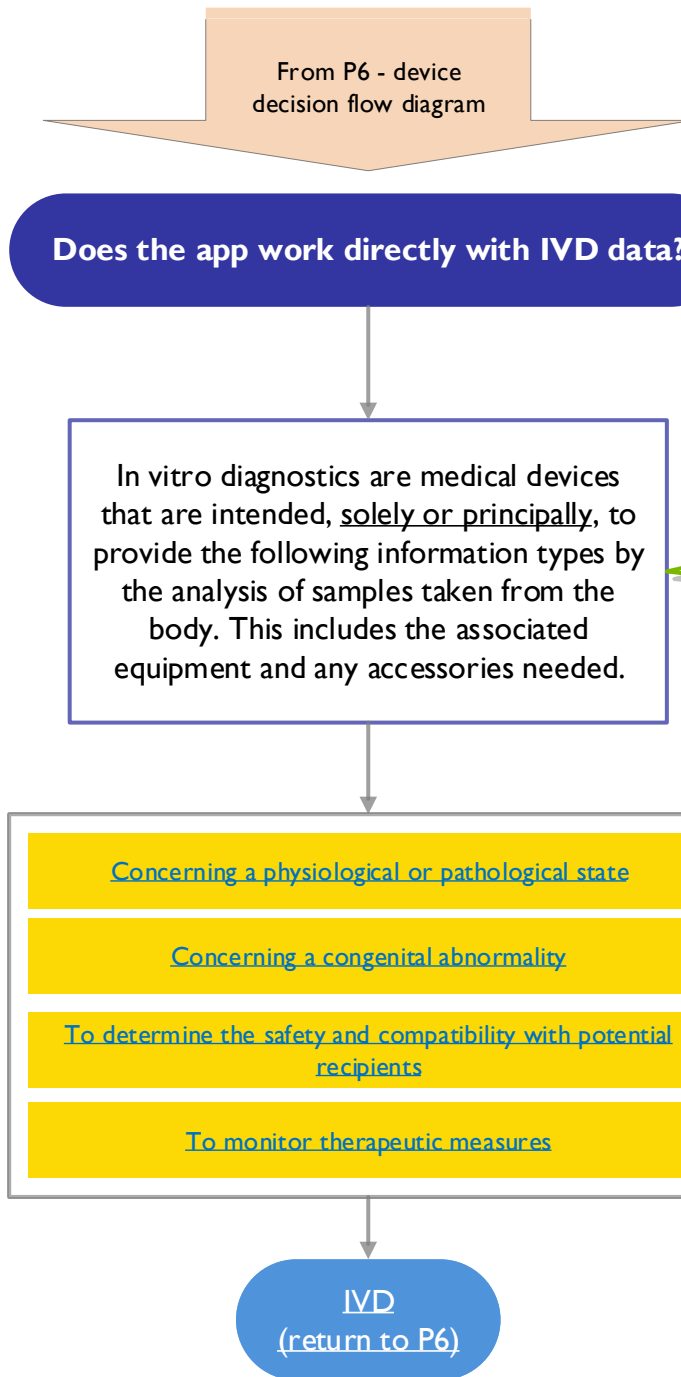 From P6 - device
decision flow diagram
Does the app work directly with IVD data?
In vitro diagnostics are medical devices
that are intended, solely or principally, to
provide the following information types by
the analysis of samples taken from the
body. This includes the associated
equipment and any accessories needed.
Concerning a physiological or pathological state
Concerning a congenital abnormality
To determine the safety and compatibility with potential
recipients
To monitor therapeutic measures
IVD
(return to P6)